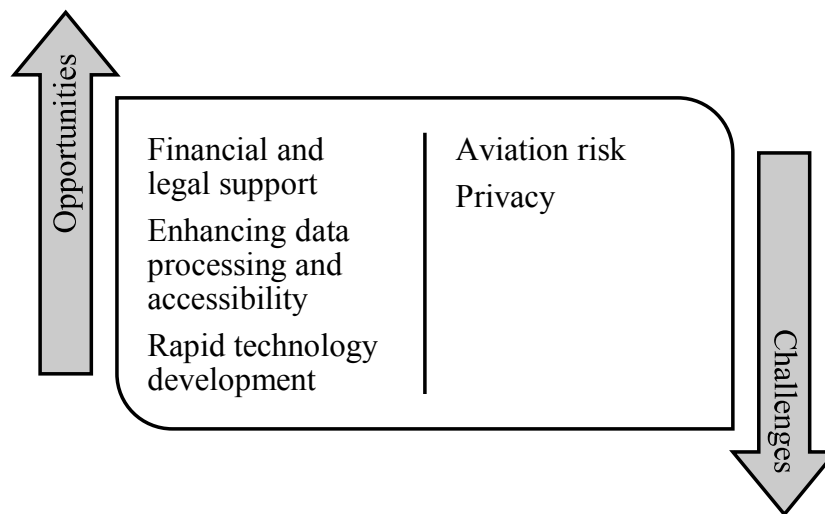 Opportunities
Financial and
legal support
Enhancing data
processing and
accessibility
Rapid technology
development
Aviation risk
Privacy
Challenges